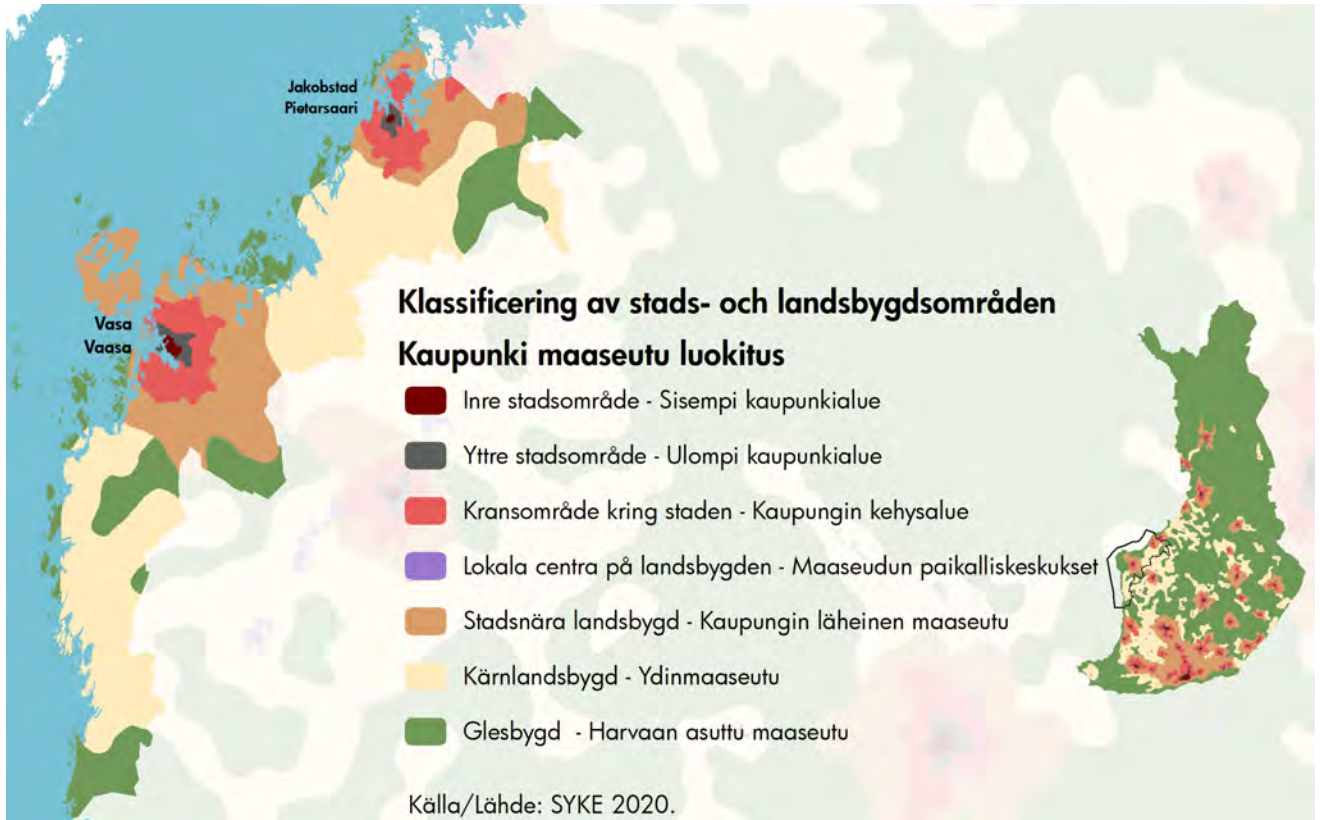 Jakobstad
Pietarsaari
Vasa
Vaasa
Klassificering av stads- och landsbygdsområden
Kaupunki maaseutu luokitus
Inre stadsområde - Sisempi kaupunkialue
Yttre stadsområde - Ulompi kaupunkialue
Kransområde kring staden - Kaupungin kehysalue
Lokala centra på landsbygden - Maaseudun paikalliskeskukset
Stadsnära landsbygd - Kaupungin läheinen maaseutu
Kärnlandsbygd - Ydinmaaseutu
Glesbygd - Harvaan asuttu maaseutu
Källa/Lähde: SYKE 2020.